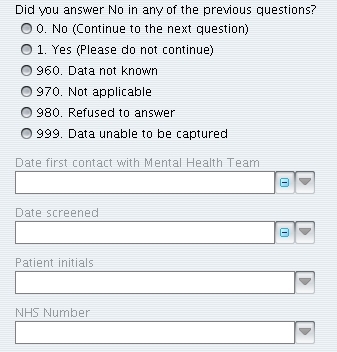 Did you answer No in any of the previous questions?
0. No (Continue to the next question)
1. Yes (Please do not continue)
960. Data not known
970. Not applicable
980. Refused to answer
999. Data unable to be captured
Date first contact with Mental Health Team
Date screened
Patient initials
NHS Number